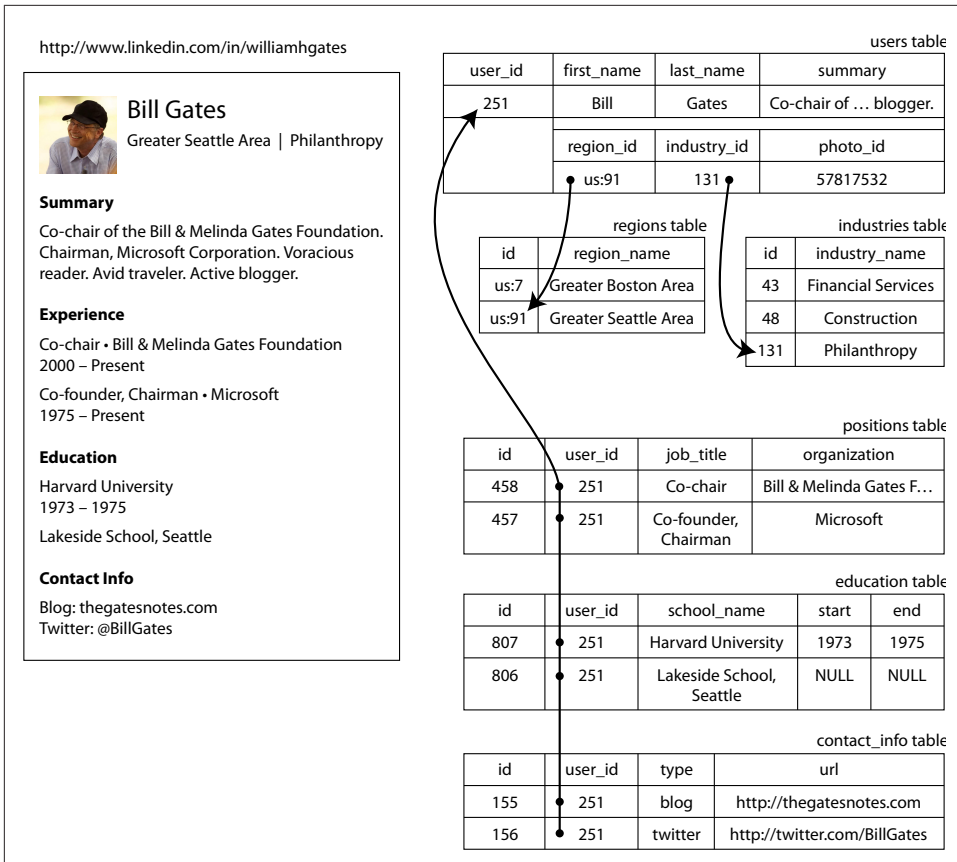 http://www.linkedin.com/in/williamhgates
Bill Gates
Greater Seattle Area | Philanthropy
Summary
Co-chair of the Bill & Melinda Gates Foundation.
Chairman, Microsoft Corporation. Voracious
reader. Avid traveler. Active blogger.
Experience
Co-chair • Bill & Melinda Gates Foundation
2000 – Present
Co-founder, Chairman • Microsoft
1975 – Present
Education
Harvard University
1973 – 1975
Lakeside School, Seattle
Contact Info
Blog: thegatesnotes.com
Twitter: @BillGates
users table
user_id first_name last_name summary
251 Bill Gates Co-chair of … blogger.
region_id industry_id photo_id
us:91 131 57817532
regions table
id region_name
us:7 Greater Boston Area
us:91 Greater Seattle Area
industries table
id industry_name
43 Financial Services
48 Construction
131 Philanthropy
positions table
id user_id job_title organization
458 251 Co-chair Bill & Melinda Gates F…
457 251 Co-founder, Microsoft
Chairman
education table
id user_id school_name start end
807 251 Harvard University 1973 1975
806 251 Lakeside School, NULL NULL
Seattle
contact_info table
id user_id type url
155 251 blog http://thegatesnotes.com
156 251 twitter http://twitter.com/BillGates